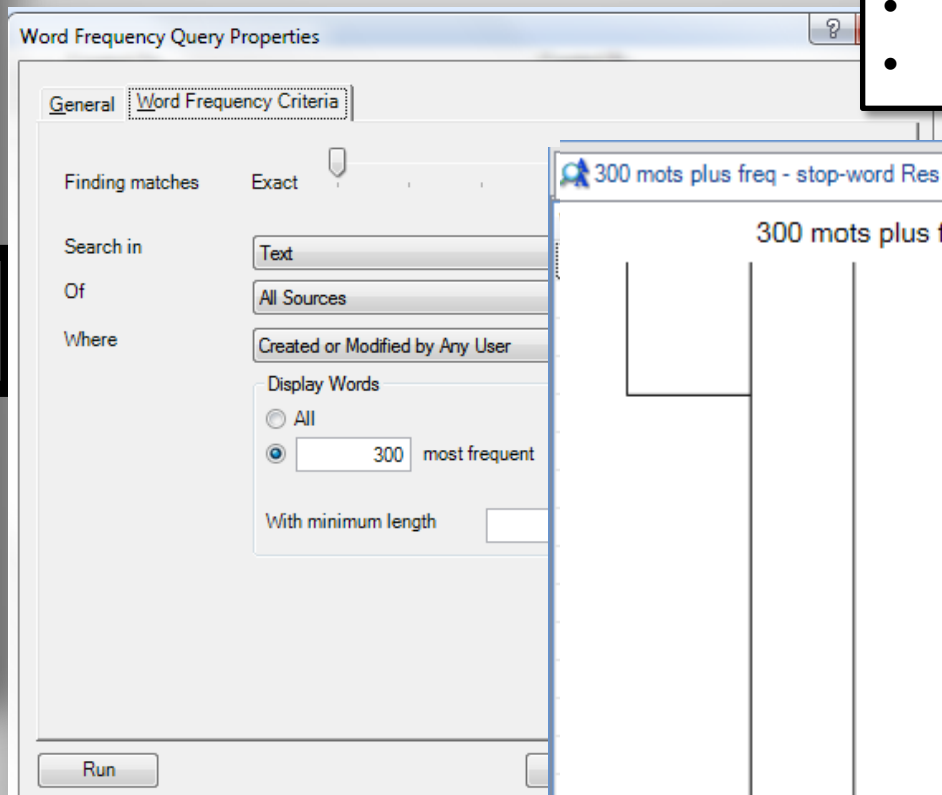 Word Frequency Query Properties
General Word Frequency Criteria
Finding matches Exact
Search in Text
Of All Sources
Where Created or Modified by Any User
Display Words
All
300 most frequent
With minimum length
Run
300 mots plus freq - stop-word Res
300 mots plus f